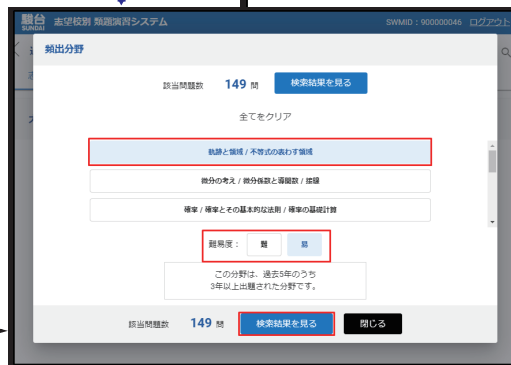 駿台 SUNDAI 志望校別 類題演習システム SWMID：900000046 ログアウト
頻出分野
該当問題数 149 問 検索結果を見る
全てをクリア
軌跡と領域 / 不等式の表わす領域
微分の考え / 微分係数と導関数 / 接線
確率 / 確率とその基本的な法則 / 確率の基礎計算
難易度： 難 易
この分野は、過去5年のうち
3年以上出題された分野です。
該当問題数 149 問 検索結果を見る 閉じる